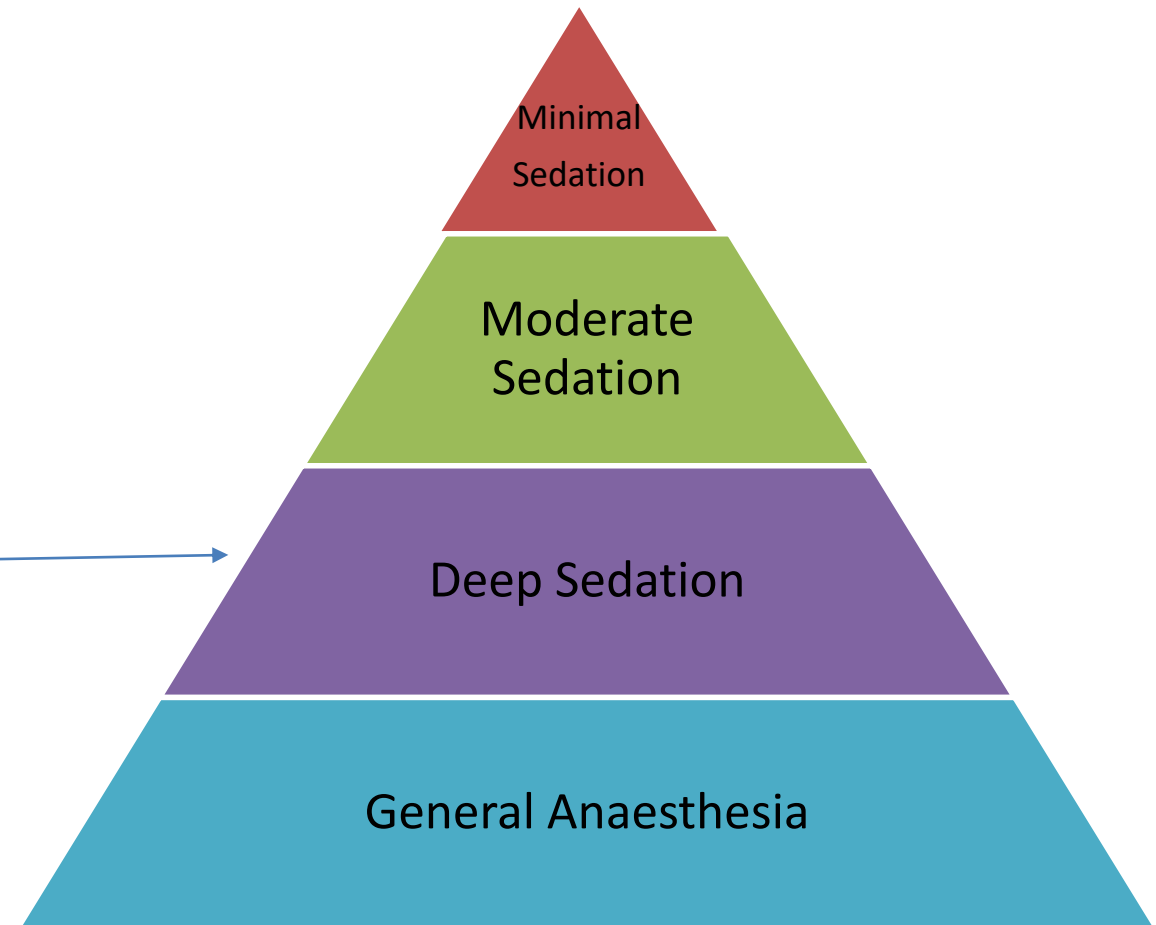 Minimal
Sedation
Moderate
Sedation
Deep Sedation
General Anaesthesia